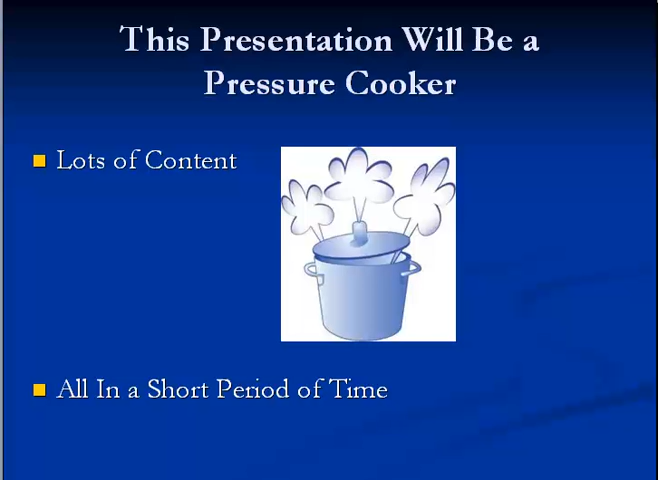 This Presentation Will Be a
Pressure Cooker
Lots of Content
All In a Short Period of Time